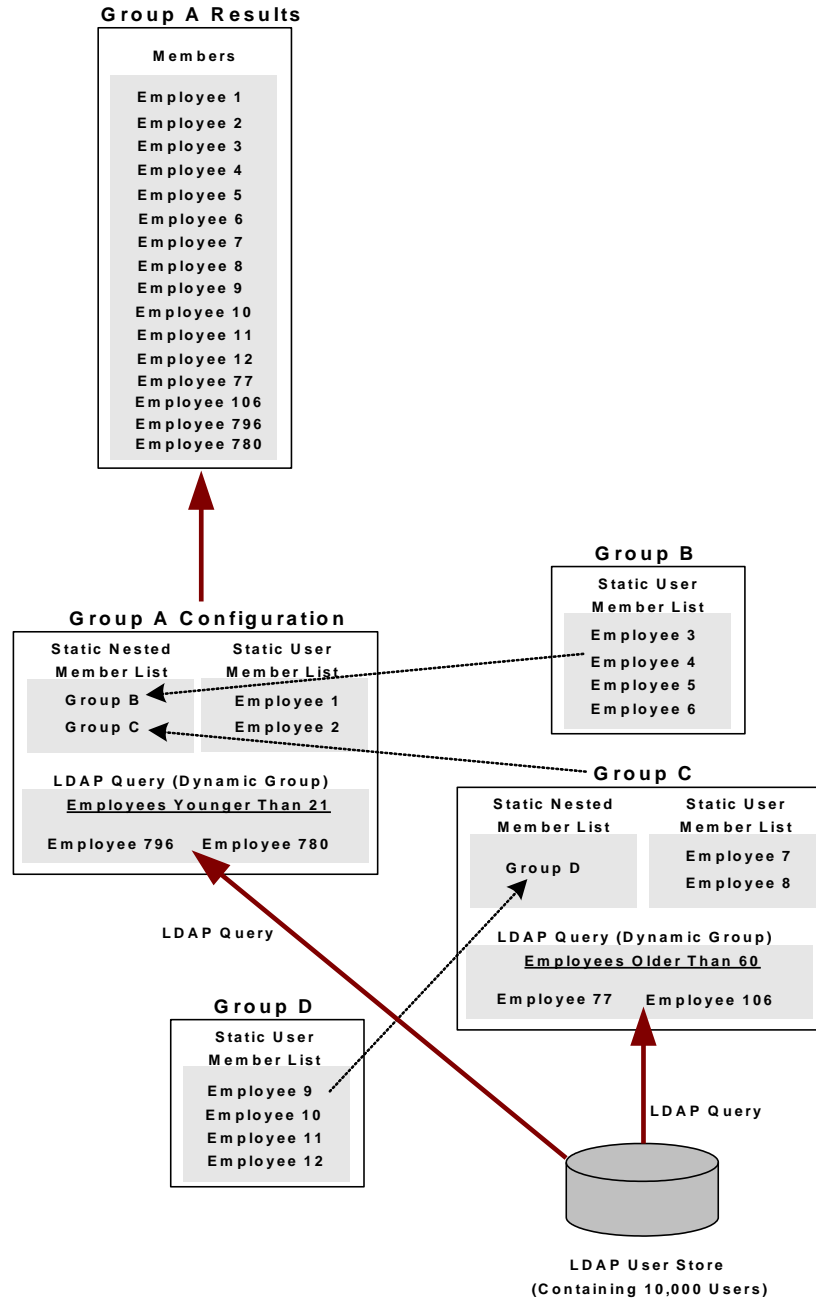 Group A Results
Members
Employee 1
Employee 2
Employee 3
Employee 4
Employee 5
Employee 6
Employee 7
Employee 8
Employee 9
Employee 10
Employee 11
Employee 12
Employee 77
Employee 106
Employee 796
Employee 780
Group B
Static User
Member List
Employee 3
Employee 4
Employee 5
Employee 6
Group A Configuration
Static Nested
Member List
Group B
Group C
Static User
Member List
Employee 1
Employee 2
LDAP Query (Dynamic Group)
Employees Younger Than 21
Employee 796 Employee 780
Group C
Static Nested
Member List
Group D
Static User
Member List
Employee 7
Employee 8
LDAP Query (Dynamic Group)
Employees Older Than 60
Employee 77 Employee 106
LDAP Query
Group D
Static User
Member List
Employee 9
Employee 10
Employee 11
Employee 12
LDAP Query
LDAP User Store
(Containing 10,000 Users)